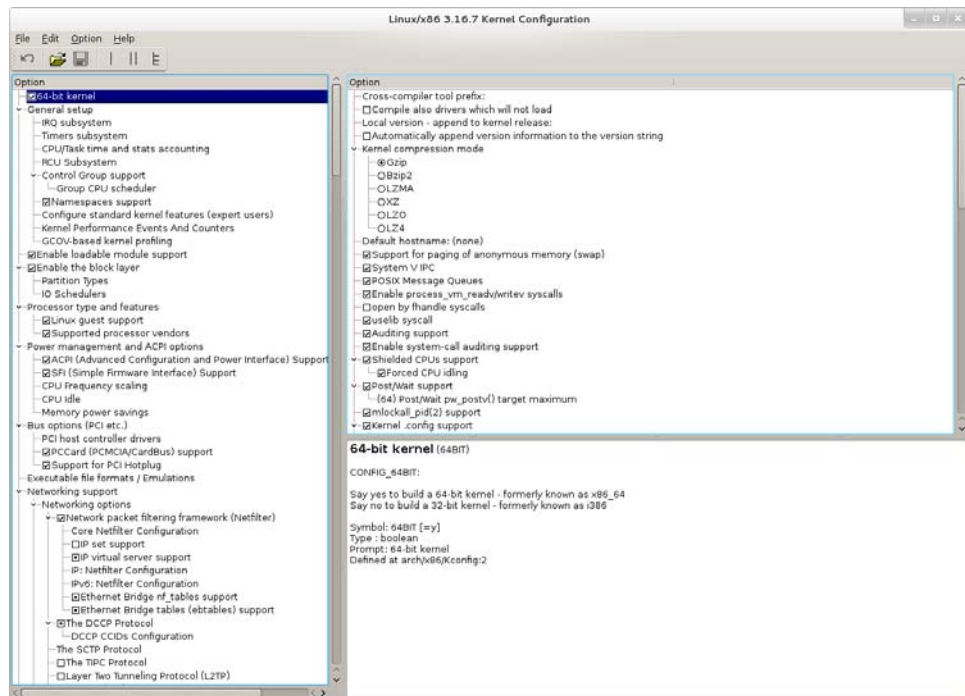 Linux/x86 3.16.7 Kernel Configuration
File Edit Option Help
Option
64-bit kernel
General setup
IRQ subsystem
Timers subsystem
CPU/Task time and stats accounting
RCU Subsystem
Control Group support
Group CPU scheduler
Namespaces support
Configure standard kernel features (expert users)
Kernel Performance Events And Counters
GCOV-based kernel profiling
Enable loadable module support
Enable the block layer
Partition Types
IO Schedulers
Processor type and features
Linux guest support
Supported processor vendors
Power management and ACPI options
ACPI (Advanced Configuration and Power Interface) Support
SFI (Simple Firmware Interface) Support
CPU Frequency scaling
CPU Idle
Memory power savings
Bus options (PCI etc.)
PCI host controller drivers
PCCard (PCMCIA/CardBus) support
Support for PCI Hotplug
Executable file formats / Emulations
Networking support
Networking options
Network packet filtering framework (Netfilter)
Core Netfilter Configuration
IP set support
IP virtual server support
IP: Netfilter Configuration
IPv6: Netfilter Configuration
Ethernet Bridge nf_tables support
Ethernet Bridge tables (ebtables) support
The DCCP Protocol
DCCP CCIDs Configuration
The SCTP Protocol
The TIPC Protocol
Layer Two Tunneling Protocol (L2TP)
Option
Cross-compiler tool prefix:
Compile also drivers which will not load
Local version - append to kernel release:
Automatically append version information to the version string
Kernel compression mode
Gzip
Bzip2
LZMA
XZ
LZO
LZ4
Default hostname: (none)
Support for paging of anonymous memory (swap)
System V IPC
POSIX Message Queues
Enable process_vm_readv/writev syscalls
open by fhandle syscalls
uselib syscall
Auditing support
Enable system-call auditing support
Shielded CPUs support
Forced CPU idling
Post/Wait support
(64) Post/Wait pw_postv() target maximum
mlockall_pid(2) support
Kernel .config support
64-bit kernel (64BIT)
CONFIG_64BIT:
Say yes to build a 64-bit kernel - formerly known as x86_64
Say no to build a 32-bit kernel - formerly known as i386
Symbol: 64BIT [=y]
Type : boolean
Prompt: 64-bit kernel
Defined at arch/x86/Kconfig:2